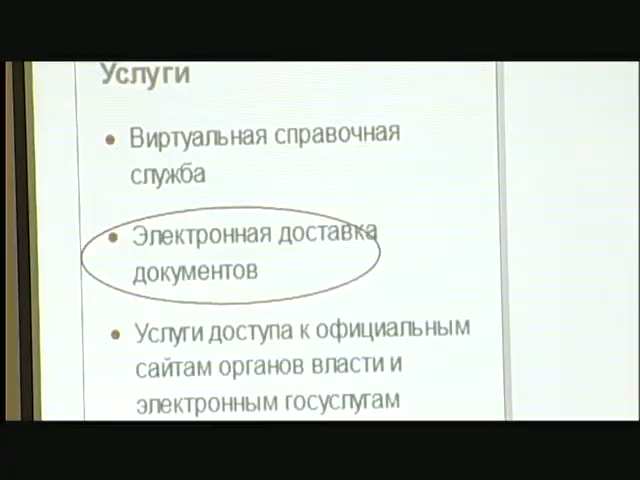 Услуги
• Виртуальная справочная
служба
• Электронная доставка
документов
• Услуги доступа к официальным
сайтам органов власти и
электронным госуслугам